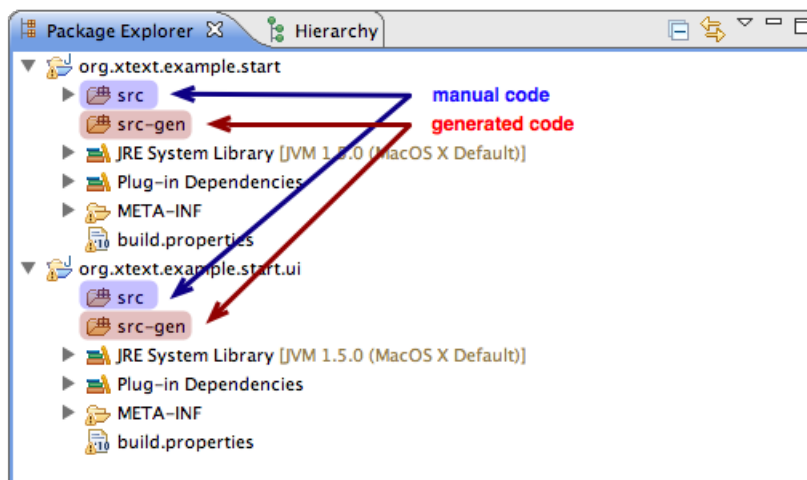 Package Explorer Hierarchy
org.xtext.example.start
src manual code
src-gen generated code
JRE System Library [JVM 1.5.0 (MacOS X Default)]
Plug-in Dependencies
META-INF
build.properties
org.xtext.example.start.ui
src
src-gen
JRE System Library [JVM 1.5.0 (MacOS X Default)]
Plug-in Dependencies
META-INF
build.properties